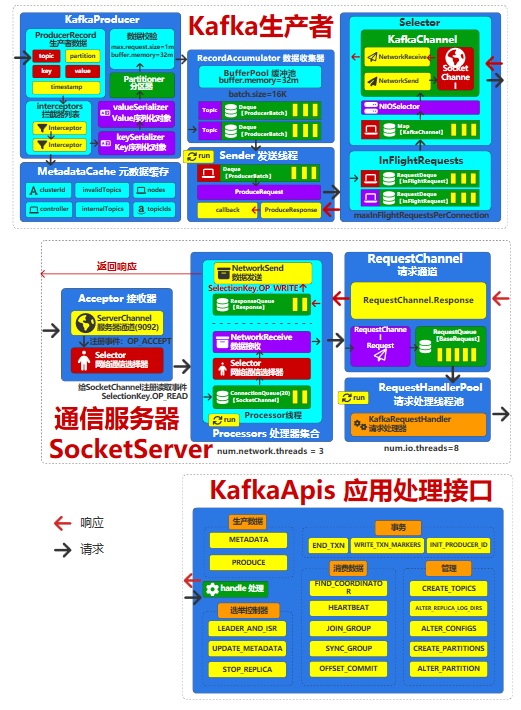 Kafka生产者
KafkaProducer
ProducerRecord
生产者数据
topic
partition
key
value
timestamp
数据校验
max.request.size=1m
buffer.memory=32m
Partitioner
分区器
interceptors
拦截器列表
Interceptor
Interceptor
valueSerializer
Value序列化对象
keySerializer
Key序列化对象
MetadataCache 元数据缓存
clusterId
invalidTopics
nodes
controller
internalTopics
topicIds
RecordAccumulator 数据收集器
BufferPool 缓冲池
buffer.memory=32m
batch.size=16K
Topic
Deque
【ProducerBatch】
Topic
Deque
【ProducerBatch】
run
Sender 发送线程
Deque
【ProducerBatch】
ProduceRequest
callback
ProduceResponse
Selector
KafkaChannel
NetworkReceive
NetworkSend
Socket
Channe
l
NIOSelector
Map
【KafkaChannel】
InFlightRequests
RequestDeque
【InFlightRequest】
RequestDeque
【InFlightRequest】
maxInFlightRequestsPerConnection
返回响应
Acceptor 接收器
ServerChannel
服务器通道(9092)
注册事件：OP_ACCEPT
Selector
网络通信选择器
给SocketChannel注册读取事件
SelectionKey.OP_READ
通信服务器
SocketServer
NetworkSend
数据发送
SelectionKey.OP_WRITE
ResponseQueue
【Response】
NetworkReceive
数据接收
Selector
网络通信选择器
ConnectionQueue(20)
【SocketChannel】
Processor线程
run
Processors 处理器集合
num.network.threads = 3
RequestChannel
请求通道
RequestChannel.Response
RequestChanne
l
Request
RequestQueue
【BaseRequest】
RequestHandlerPool
请求处理线程池
run
KafkaRequestHandler
请求处理器
num.io.threads=8
KafkaApis 应用处理接口
响应
请求
生产数据
METADATA
PRODUCE
handle 处理
选举控制器
LEADER_AND_ISR
UPDATE_METADATA
STOP_REPLICA
事务
END_TXN
WRITE_TXN_MARKERS
INIT_PRODUCER_ID
消费数据
FIND_COORDINATO
R
HEARTBEAT
JOIN_GROUP
SYNC_GROUP
OFFSET_COMMIT
管理
CREATE_TOPICS
ALTER_REPLICA_LOG_DIRS
ALTER_CONFIGS
CREATE_PARTITIONS
ALTER_PARTITION